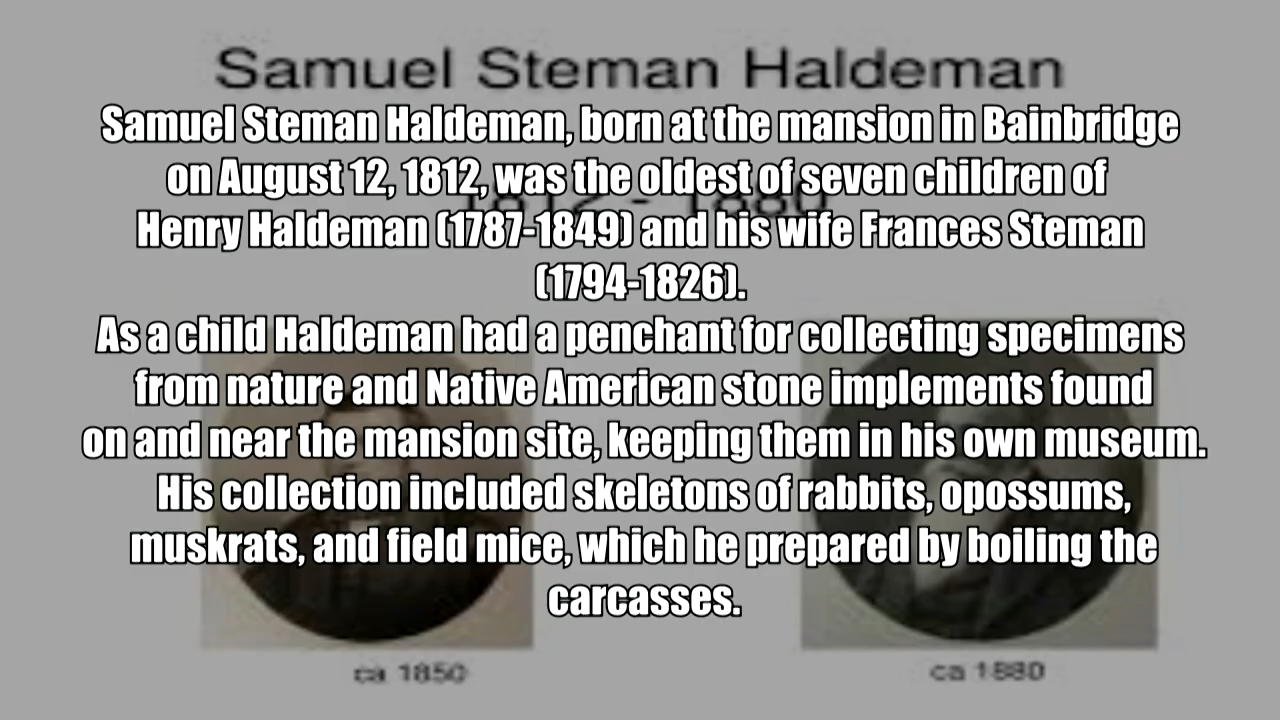 Samuel Steman Haldeman
Samuel Steman Haldeman, born at the mansion in Bainbridge
on August 12, 1812, was the oldest of seven children of
1812 - 1880
Henry Haldeman (1787-1849) and his wife Frances Steman
(1794-1826).
As a child Haldeman had a penchant for collecting specimens
from nature and Native American stone implements found
on and near the mansion site, keeping them in his own museum.
His collection included skeletons of rabbits, opossums,
muskrats, and field mice, which he prepared by boiling the
carcasses.
ca 1850
ca 1880